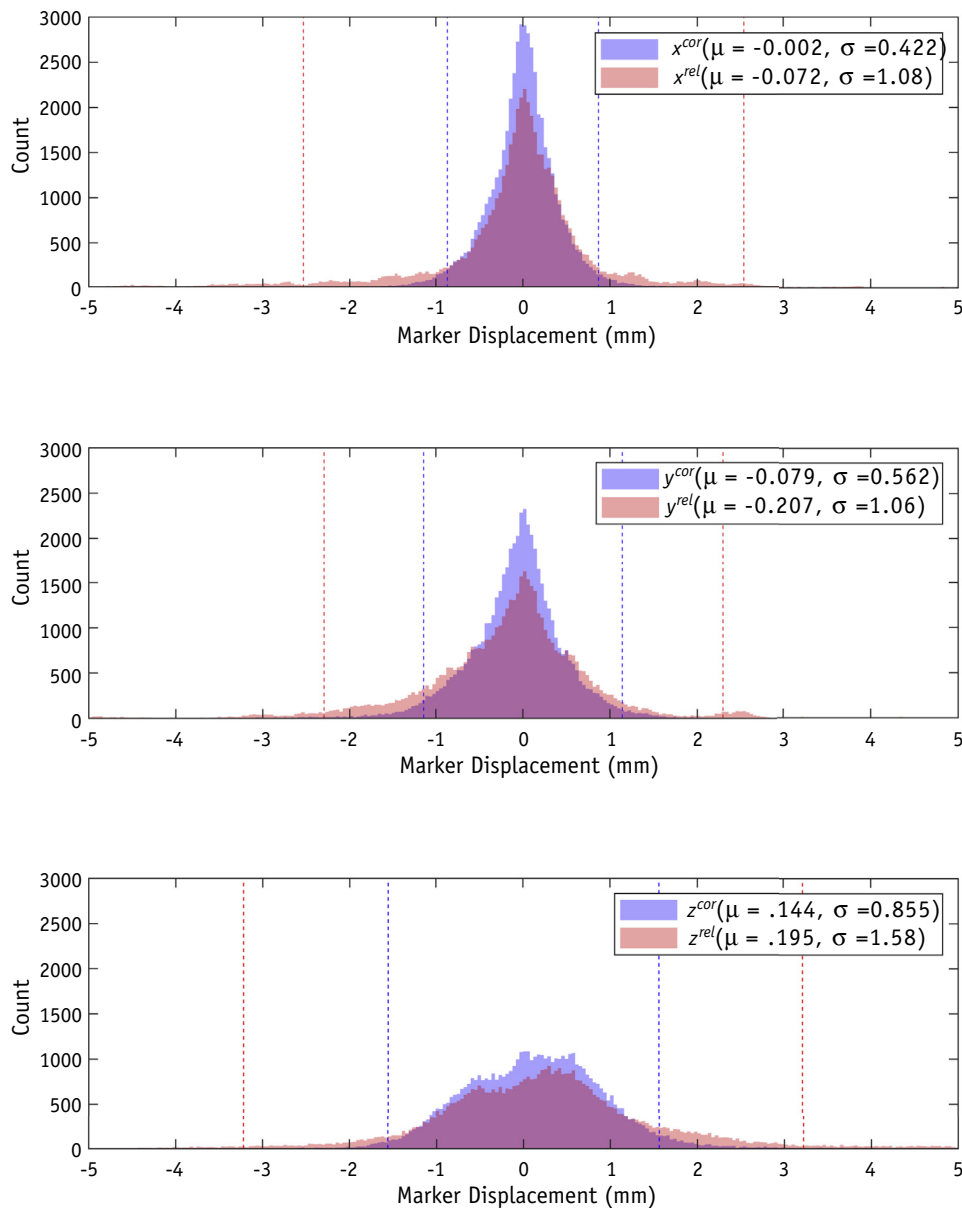 3000
2500
2000
1500
1000
500
0
Count
x^cor(μ = -0.002, σ =0.422)
x^rel(μ = -0.072, σ =1.08)
-5 -4 -3 -2 -1 0 1 2 3 4 5
Marker Displacement (mm)
3000
2500
2000
1500
1000
500
0
Count
y^cor(μ = -0.079, σ =0.562)
y^rel(μ = -0.207, σ =1.06)
-5 -4 -3 -2 -1 0 1 2 3 4 5
Marker Displacement (mm)
3000
2500
2000
1500
1000
500
0
Count
z^cor(μ = .144, σ =0.855)
z^rel(μ = .195, σ =1.58)
-5 -4 -3 -2 -1 0 1 2 3 4 5
Marker Displacement (mm)